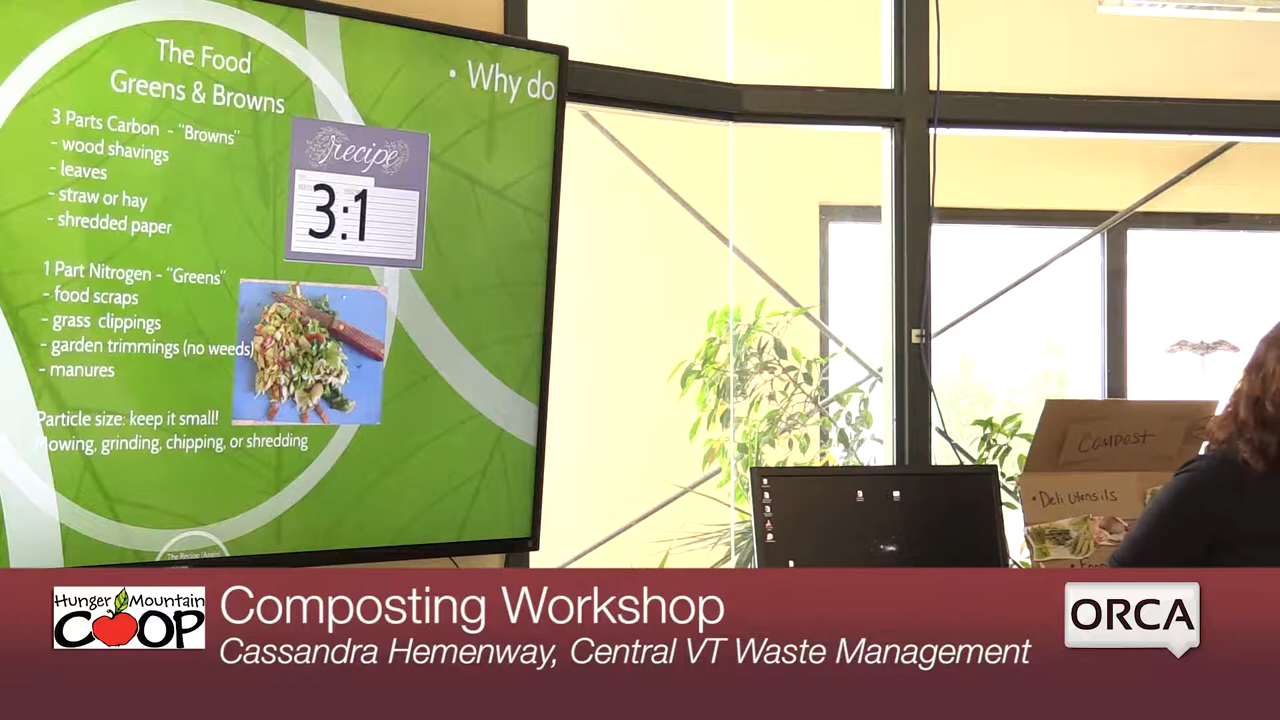 The Food
Greens & Browns
• Why do
3 Parts Carbon - "Browns"
- wood shavings
- leaves
- straw or hay
- shredded paper
recipe
3:1
1 Part Nitrogen - "Greens"
- food scraps
- grass clippings
- garden trimmings (no weeds)
- manures
Particle size: keep it small!
Mowing, grinding, chipping, or shredding
The Recipe (Again)
COMPOST
• Deli Utensils
Hunger Mountain
COOP
Composting Workshop
Cassandra Hemenway, Central VT Waste Management
ORCA